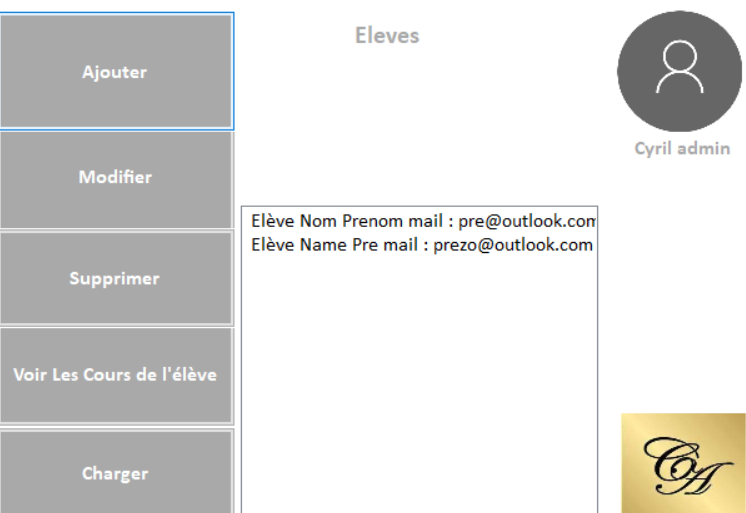 Eleves
Ajouter
Cyril admin
Modifier
Elève Nom Prenom mail : pre@outlook.com
Elève Name Pre mail : prezo@outlook.com
Supprimer
Voir Les Cours de l'élève
Charger
CA